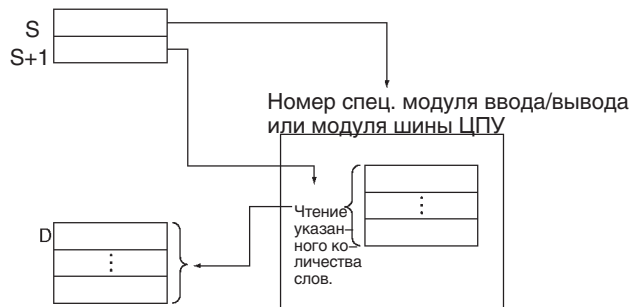 S
S+1
Номер спец. модуля ввода/вывода
или модуля шины ЦПУ
Чтение
указан–
ного ко–
личества
слов.
D